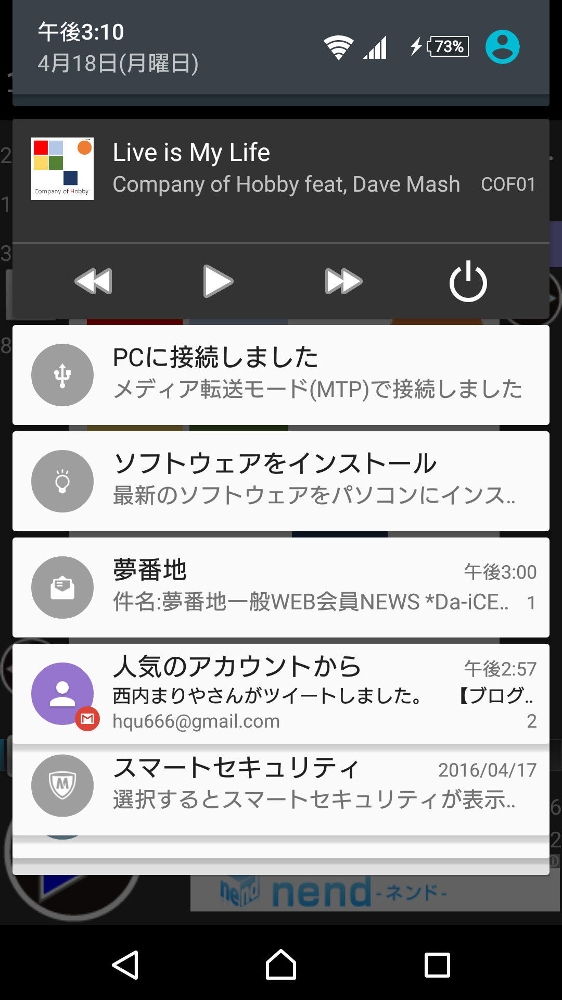 午後3:10
4月18日(月曜日)
73%
Live is My Life
Company of Hobby feat, Dave Mash
COF01
Company of Hobby
PCに接続しました
メディア転送モード(MTP)で接続しました
ソフトウェアをインストール
最新のソフトウェアをパソコンにインス..
夢番地
午後3:00
件名:夢番地一般WEB会員NEWS *Da-iCE..
1
人気のアカウントから
午後2:57
西内まりやさんがツイートしました。 【ブログ..
hqu666@gmail.com
2
スマートセキュリティ
2016/04/17
選択するとスマートセキュリティが表示..
2
1
3
8
6
2
nend
nend -ネンド-